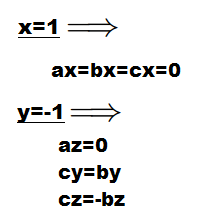 x=1 ⟹
ax=bx=cx=0
y=-1 ⟹
az=0
cy=by
cz=-bz